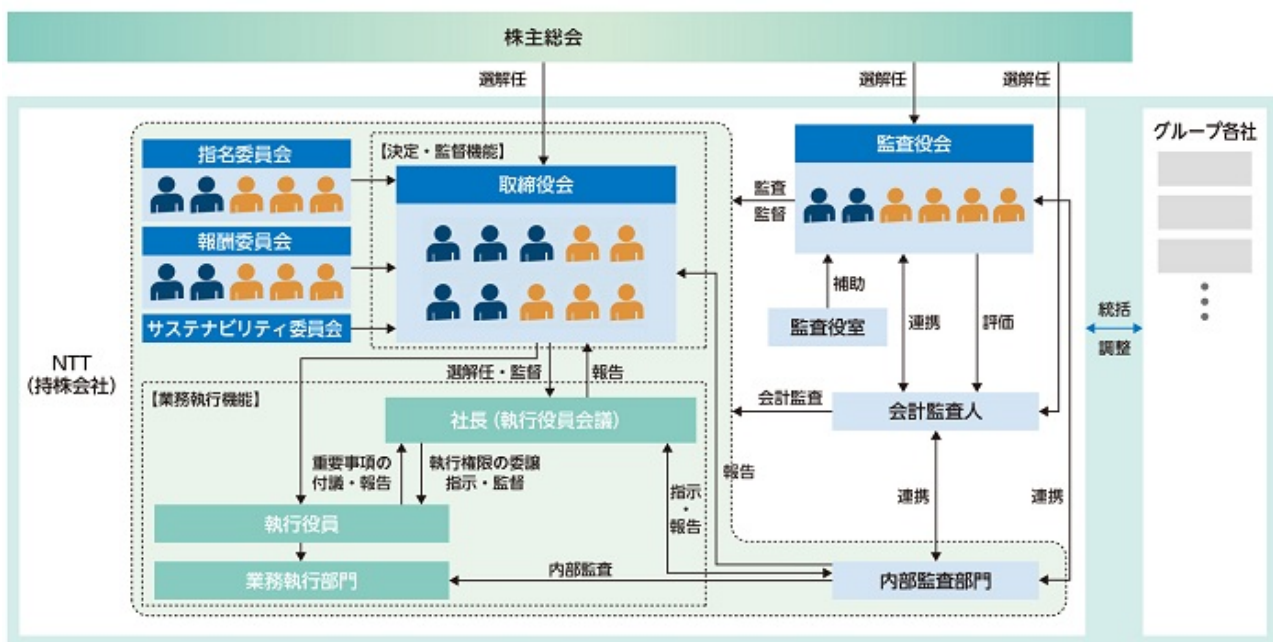 株主総会
選解任
選解任
選解任
NTT
（持株会社）
指名委員会
報酬委員会
サステナビリティ委員会
【決定・監督機能】
取締役会
監査
監督
監査役会
補助
監査役室
連携
評価
選解任・監督
報告
【業務執行機能】
社長（執行役員会議）
会計監査
会計監査人
重要事項の
付議・報告
執行権限の委譲
指示・監督
指示
・
報告
報告
連携
連携
執行役員
業務執行部門
内部監査
内部監査部門
統括
調整
グループ各社